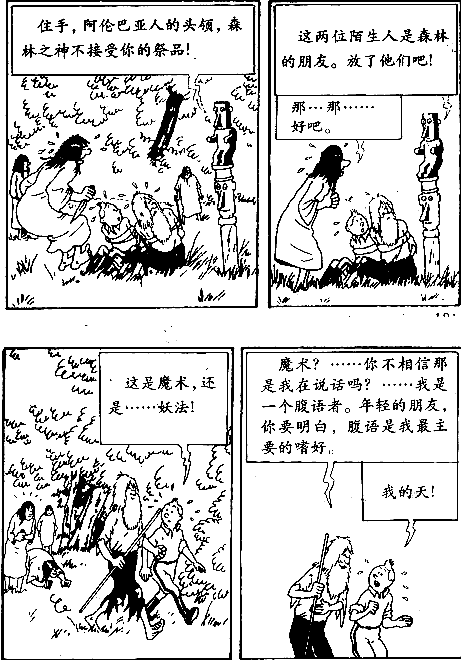 住手，阿伦巴亚人的头领，森
林之神不接受你的祭品！
这两位陌生人是森林
的朋友。放了他们吧！
那…那……
好吧。
这是魔术，还
是……妖法！
魔术？……你不相信那
是我在说话吗？……我是
一个腹语者。年轻的朋友，
你要明白，腹语是我最主
要的嗜好。
我的天！